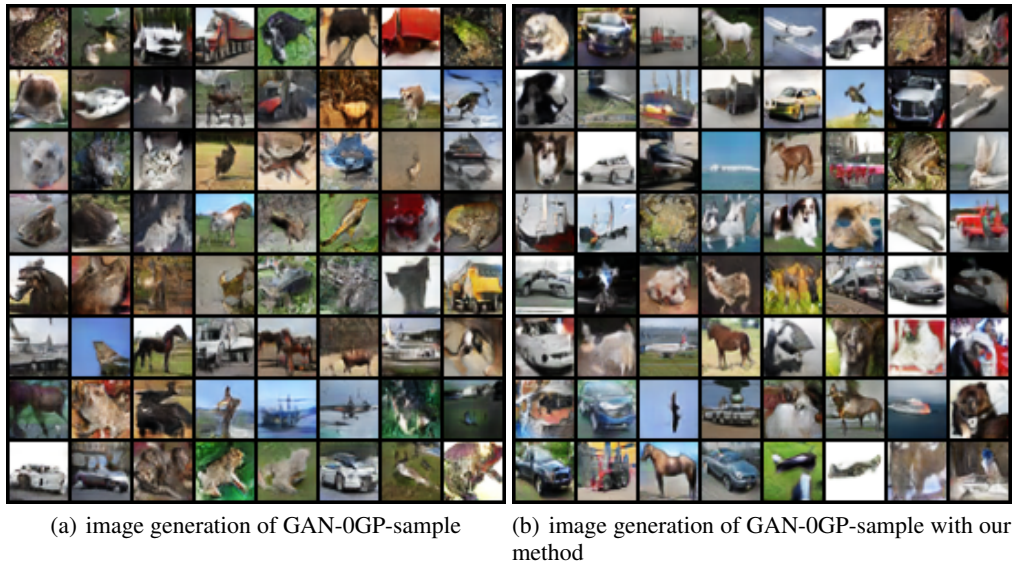 (a) image generation of GAN-0GP-sample
(b) image generation of GAN-0GP-sample with our
method